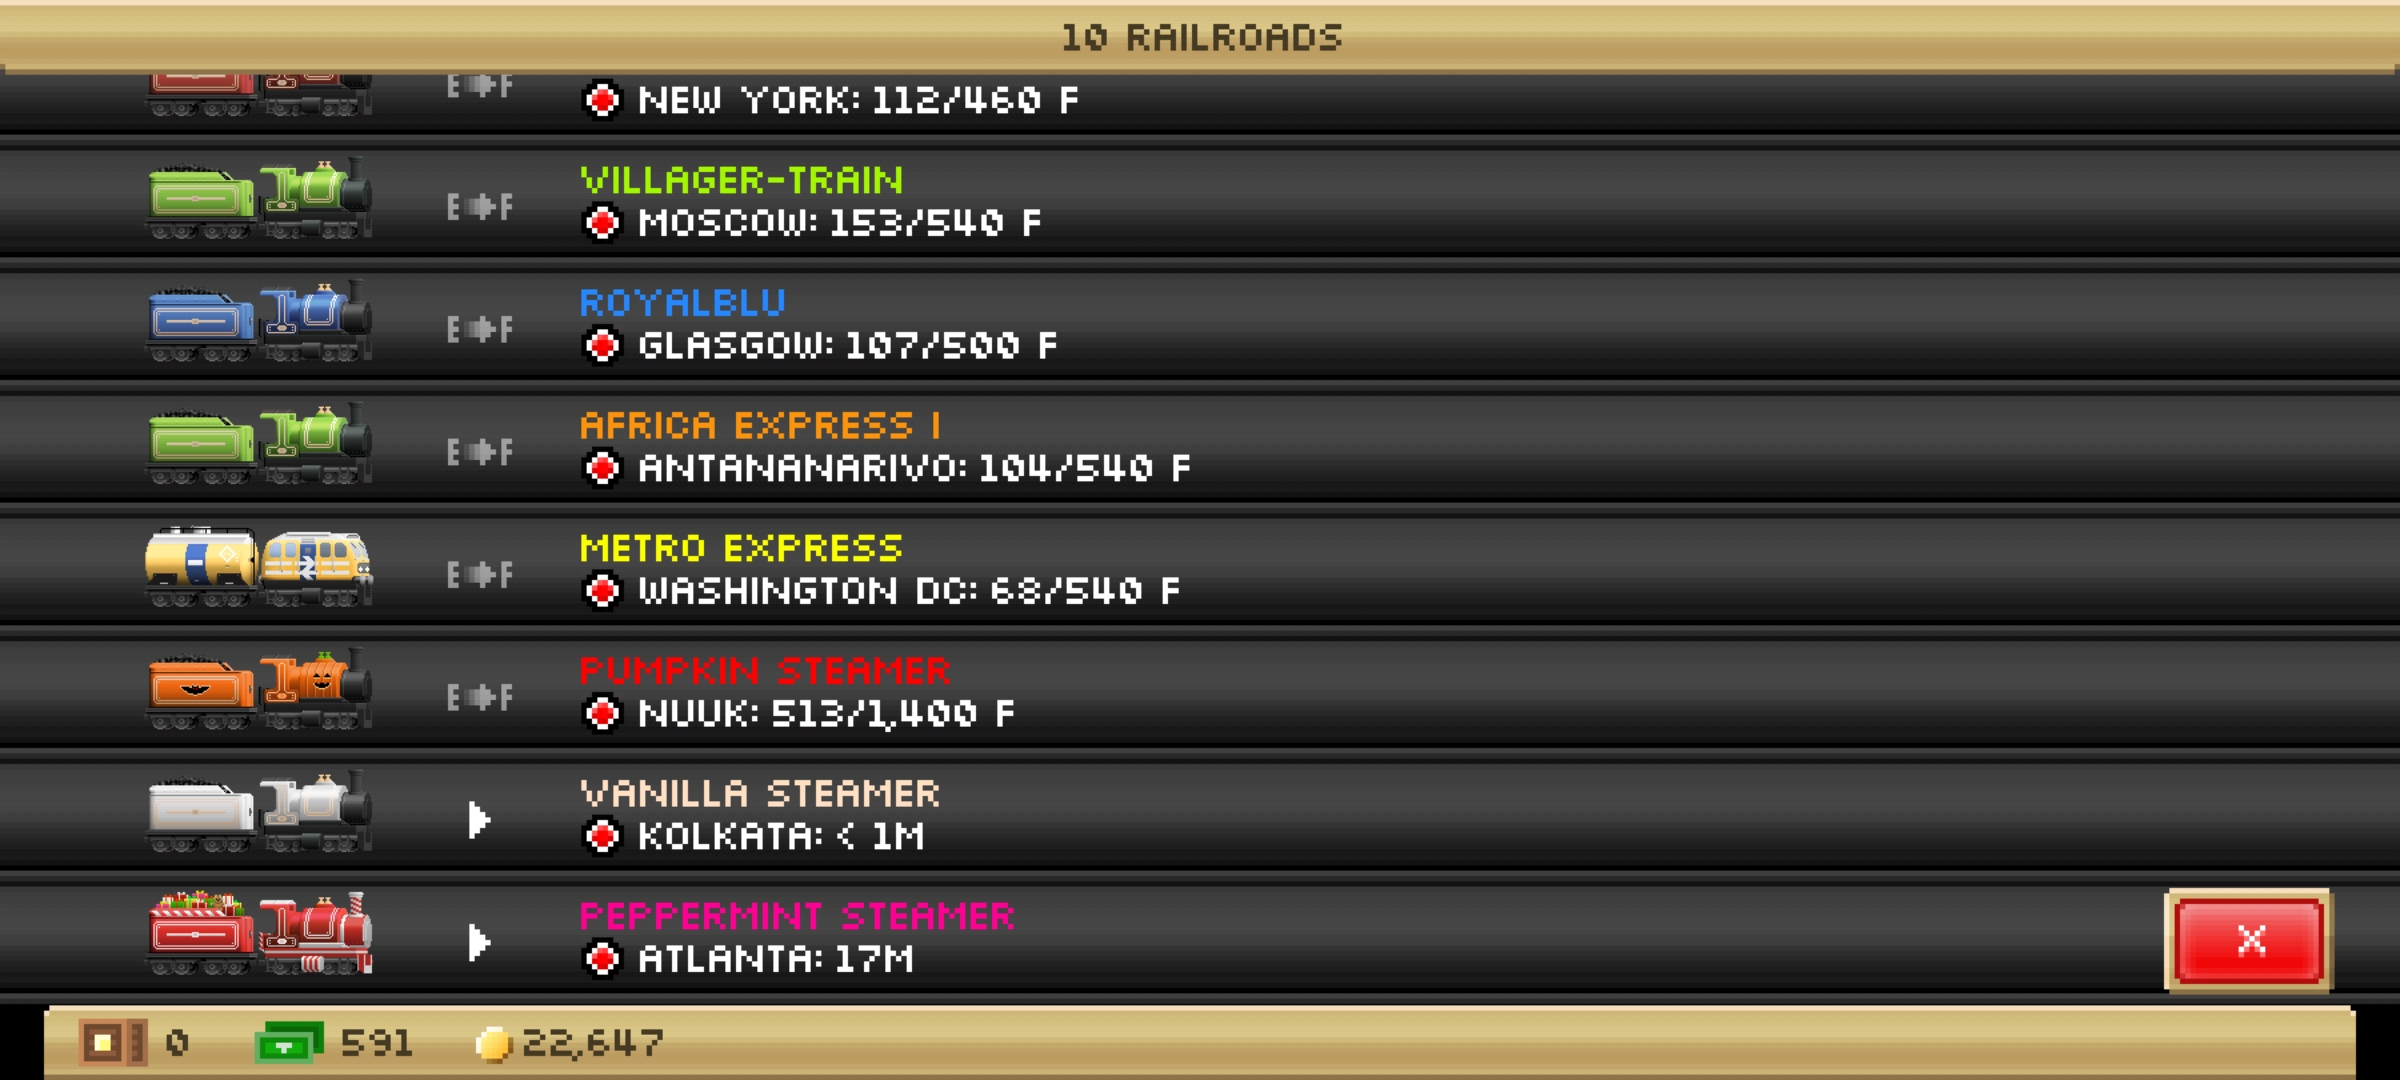 10 RAILROADS
E F
NEW YORK: 112/460 F
VILLAGER-TRAIN
E F
MOSCOW: 153/540 F
ROYALBLU
E F
GLASGOW: 107/500 F
AFRICA EXPRESS I
E F
ANTANANARIVO: 104/540 F
METRO EXPRESS
E F
WASHINGTON DC: 68/540 F
PUMPKIN STEAMER
E F
NUUK: 513/1,400 F
VANILLA STEAMER
KOLKATA: < 1M
PEPPERMINT STEAMER
ATLANTA: 17M
X
0 591 22,647